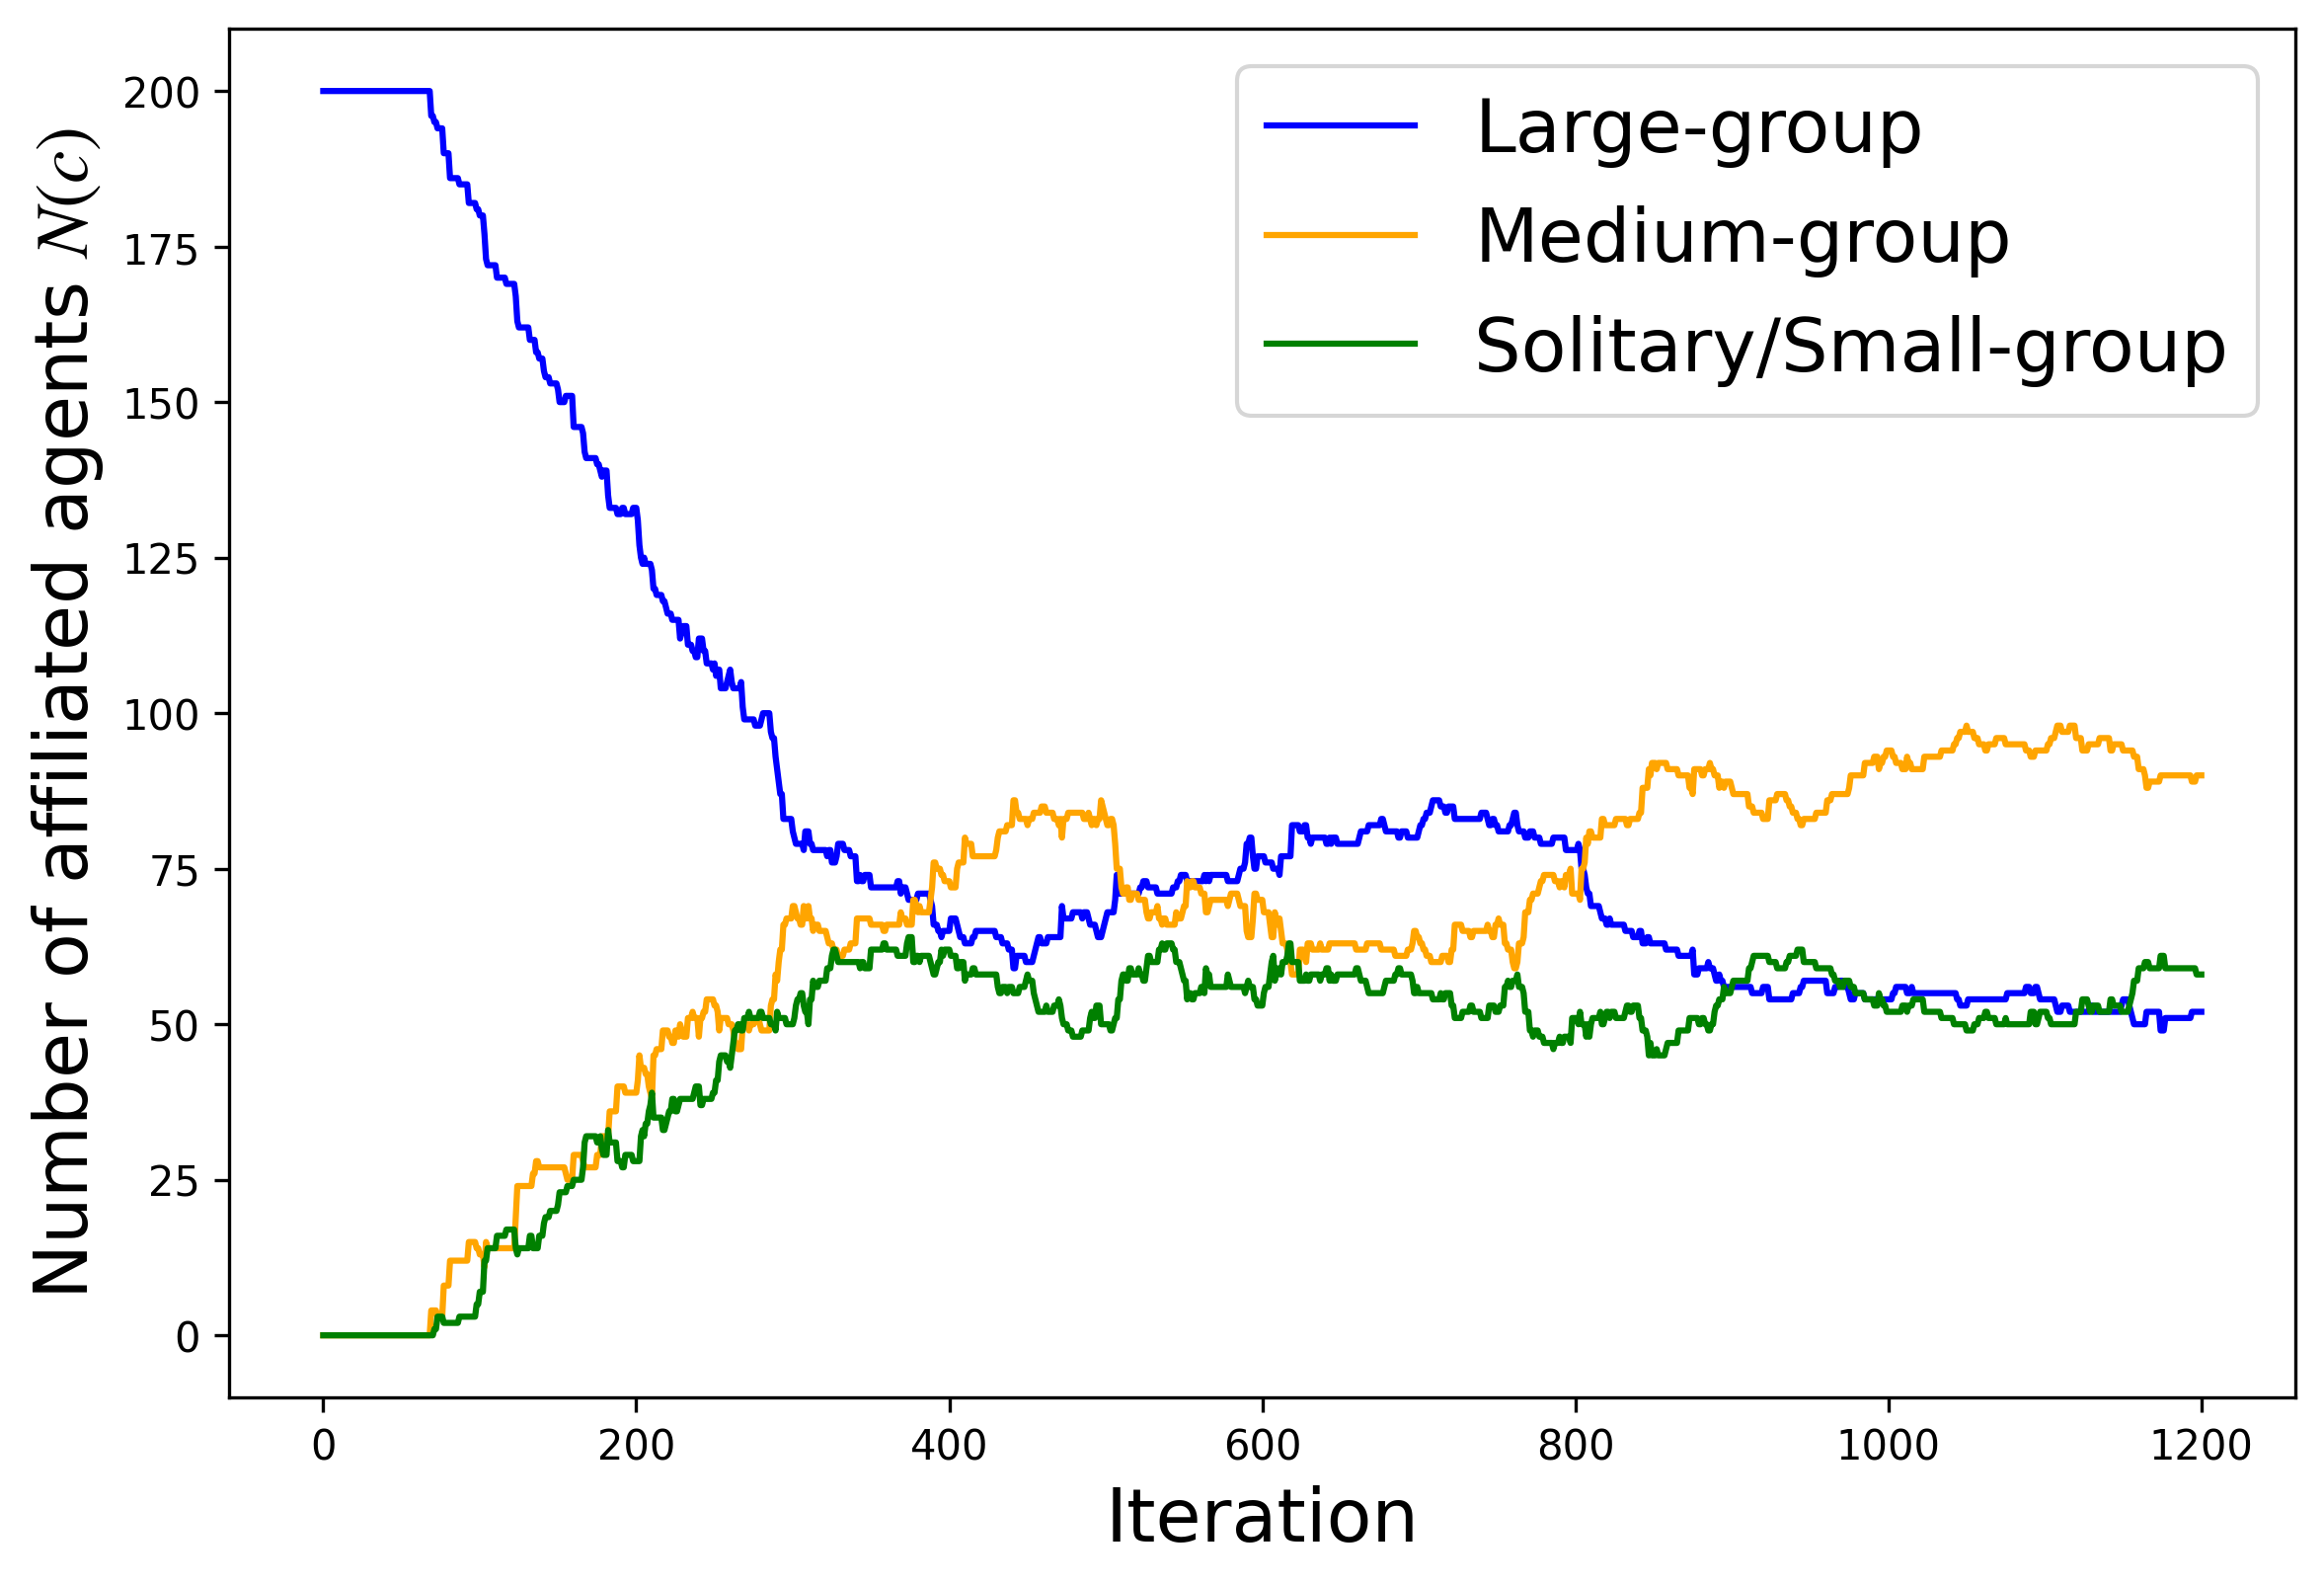 Number of affiliated agents N(c)
200
175
150
125
100
75
50
25
0
Large-group
Medium-group
Solitary/Small-group
0 200 400 600 800 1000 1200
Iteration